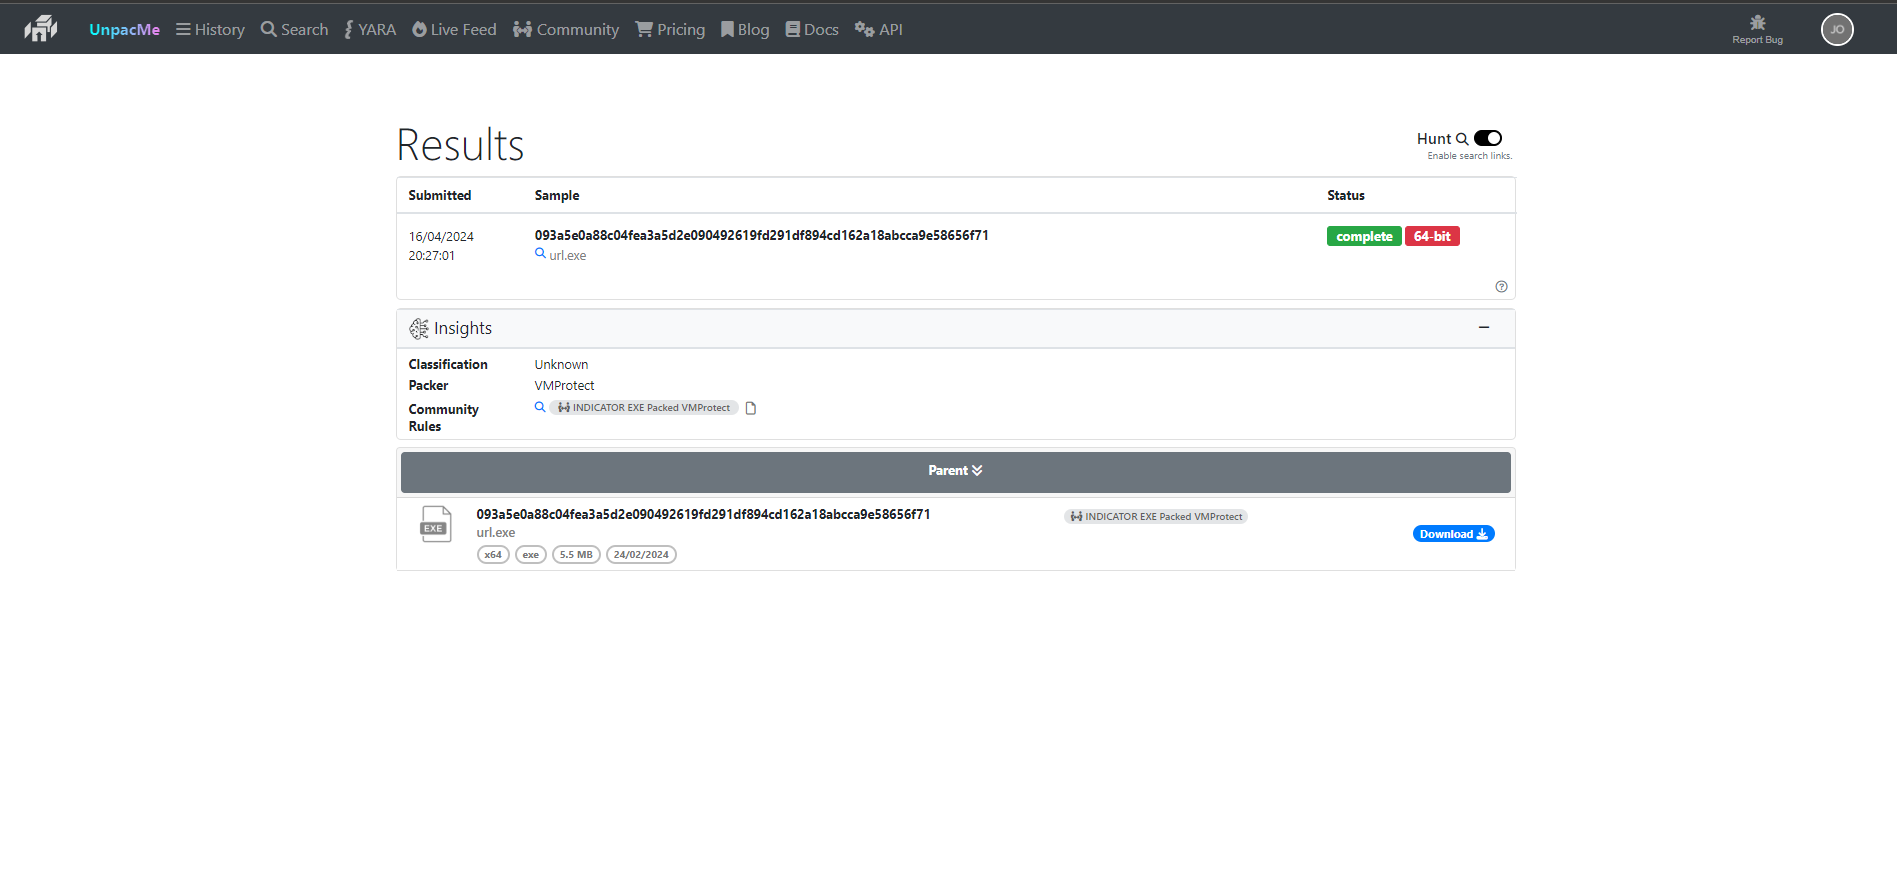 UnpacMe History Search YARA Live Feed Community Pricing Blog Docs API Report Bug JO
Results
Hunt
Enable search links.
Submitted Sample Status
16/04/2024 093a5e0a88c04fea3a5d2e090492619fd291df894cd162a18abcca9e58656f71 complete 64-bit
20:27:01 url.exe
Insights
Classification Unknown
Packer VMProtect
Community INDICATOR EXE Packed VMProtect
Rules
Parent
EXE 093a5e0a88c04fea3a5d2e090492619fd291df894cd162a18abcca9e58656f71 INDICATOR EXE Packed VMProtect
url.exe Download
x64 exe 5.5 MB 24/02/2024